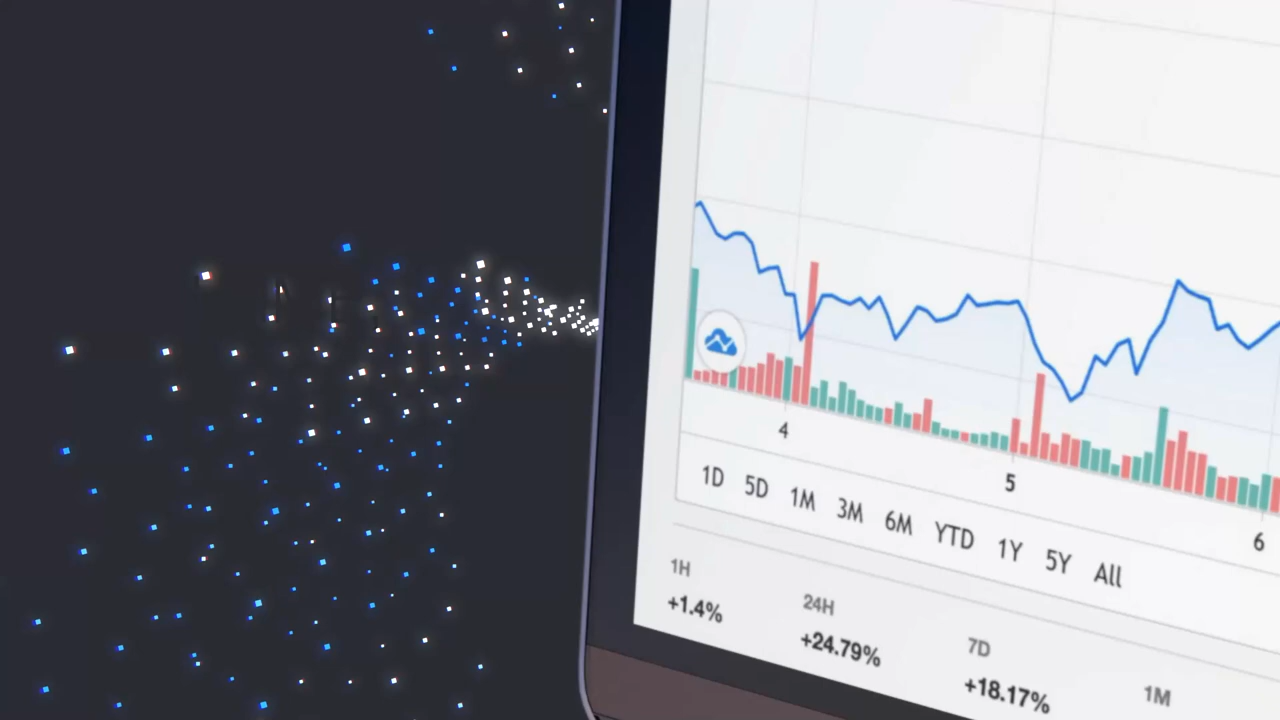 4 5 6
1D 5D 1M 3M 6M YTD 1Y 5Y All
1H 24H 7D 1M
+1.4% +24.79% +18.17%